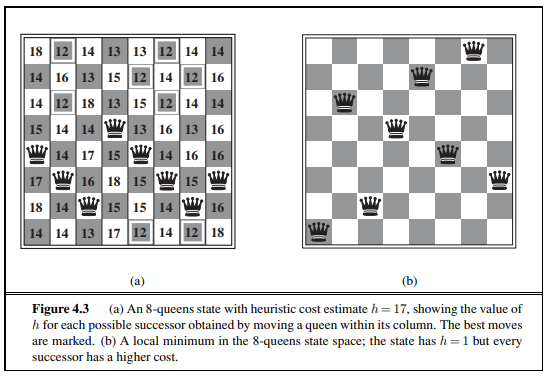 18 12 14 13 13 12 14 14
14 16 13 15 12 14 12 16
14 12 18 13 15 12 14 14
15 14 14 13 16 13 16
14 17 15 14 16 16
17 16 18 15 15
18 14 15 15 14 16
14 14 13 17 12 14 12 18
(a) (b)
Figure 4.3 (a) An 8-queens state with heuristic cost estimate h = 17, showing the value of
h for each possible successor obtained by moving a queen within its column. The best moves
are marked. (b) A local minimum in the 8-queens state space; the state has h = 1 but every
successor has a higher cost.